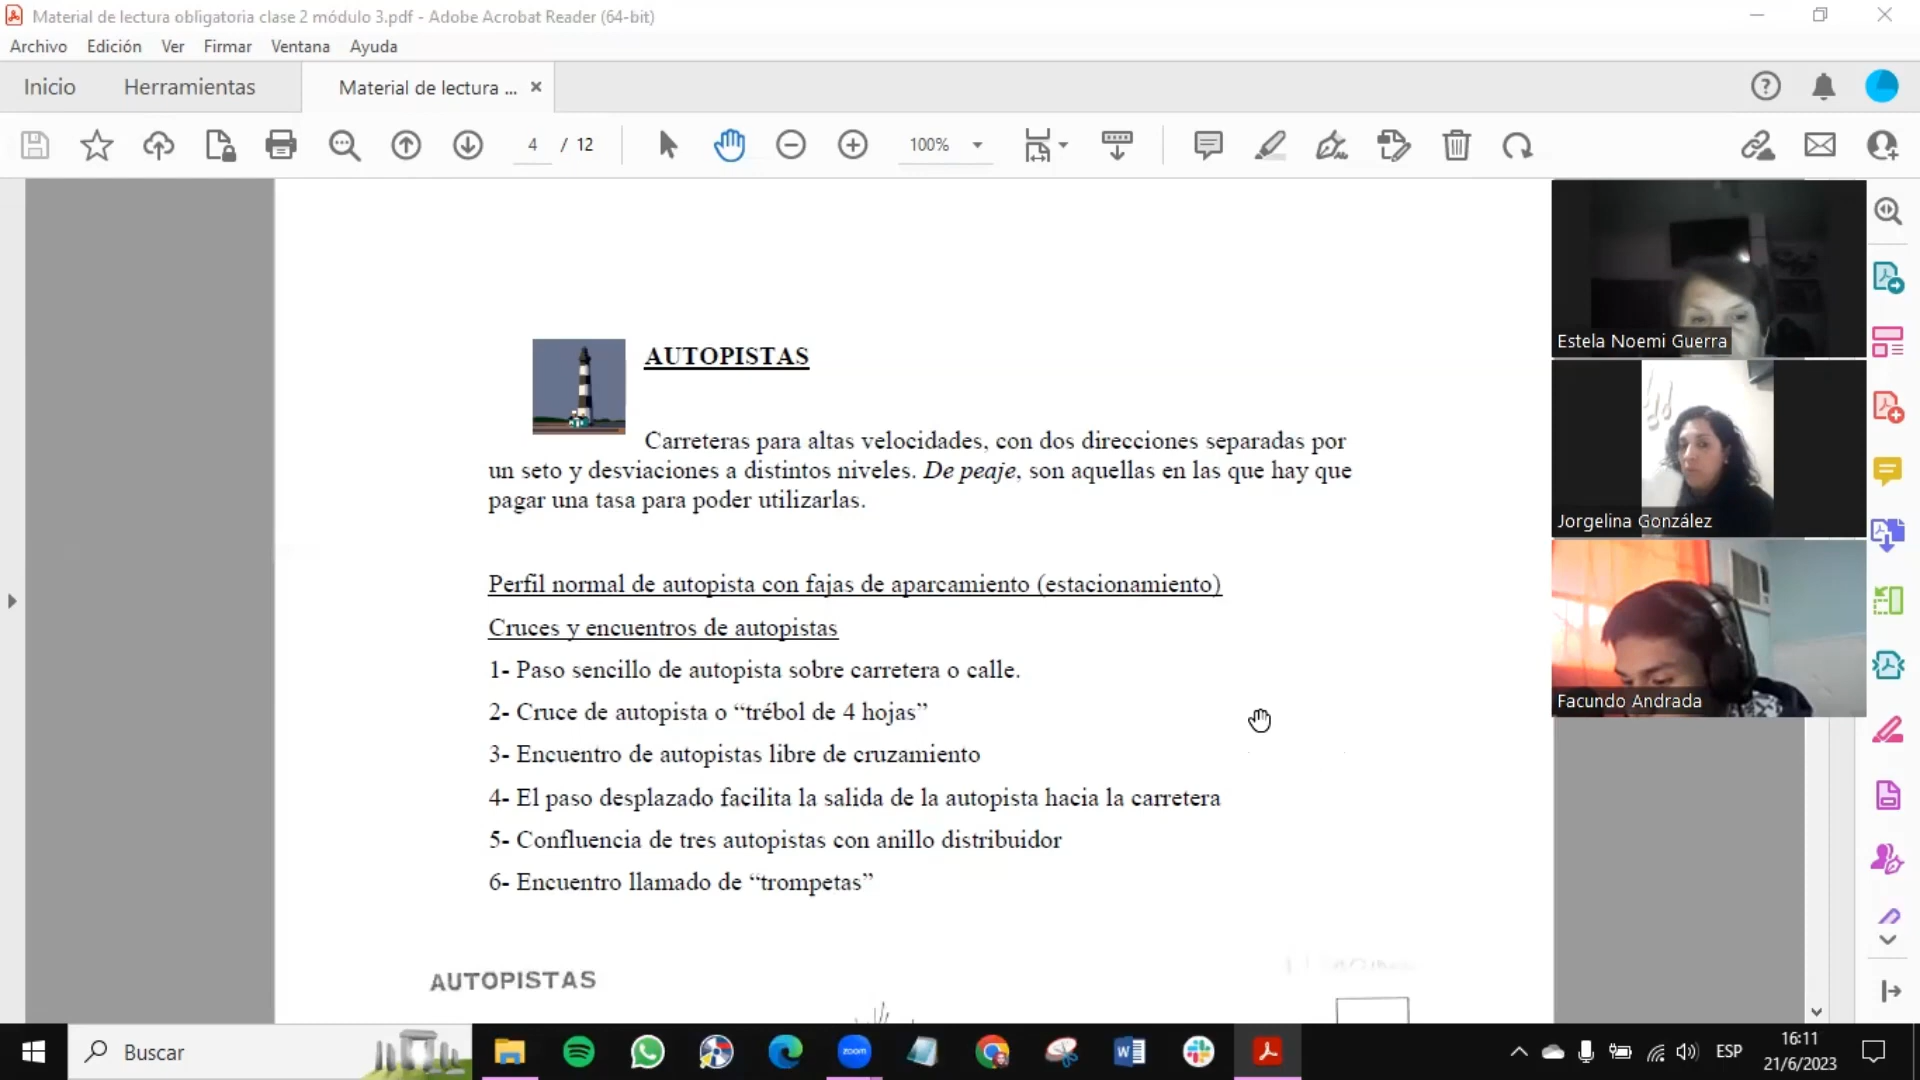 Material de lectura obligatoria clase 2 módulo 3.pdf - Adobe Acrobat Reader (64-bit)
Archivo Edición Ver Firmar Ventana Ayuda
Inicio Herramientas Material de lectura ...
4 / 12 100%
AUTOPISTAS
Carreteras para altas velocidades, con dos direcciones separadas por
un seto y desviaciones a distintos niveles. De peaje, son aquellas en las que hay que
pagar una tasa para poder utilizarlas.
Perfil normal de autopista con fajas de aparcamiento (estacionamiento)
Cruces y encuentros de autopistas
1- Paso sencillo de autopista sobre carretera o calle.
2- Cruce de autopista o “trébol de 4 hojas”
3- Encuentro de autopistas libre de cruzamiento
4- El paso desplazado facilita la salida de la autopista hacia la carretera
5- Confluencia de tres autopistas con anillo distribuidor
6- Encuentro llamado de “trompetas”
AUTOPISTAS
Estela Noemi Guerra
Jorgelina González
Facundo Andrada
Buscar
zoom
ESP
16:11
21/6/2023